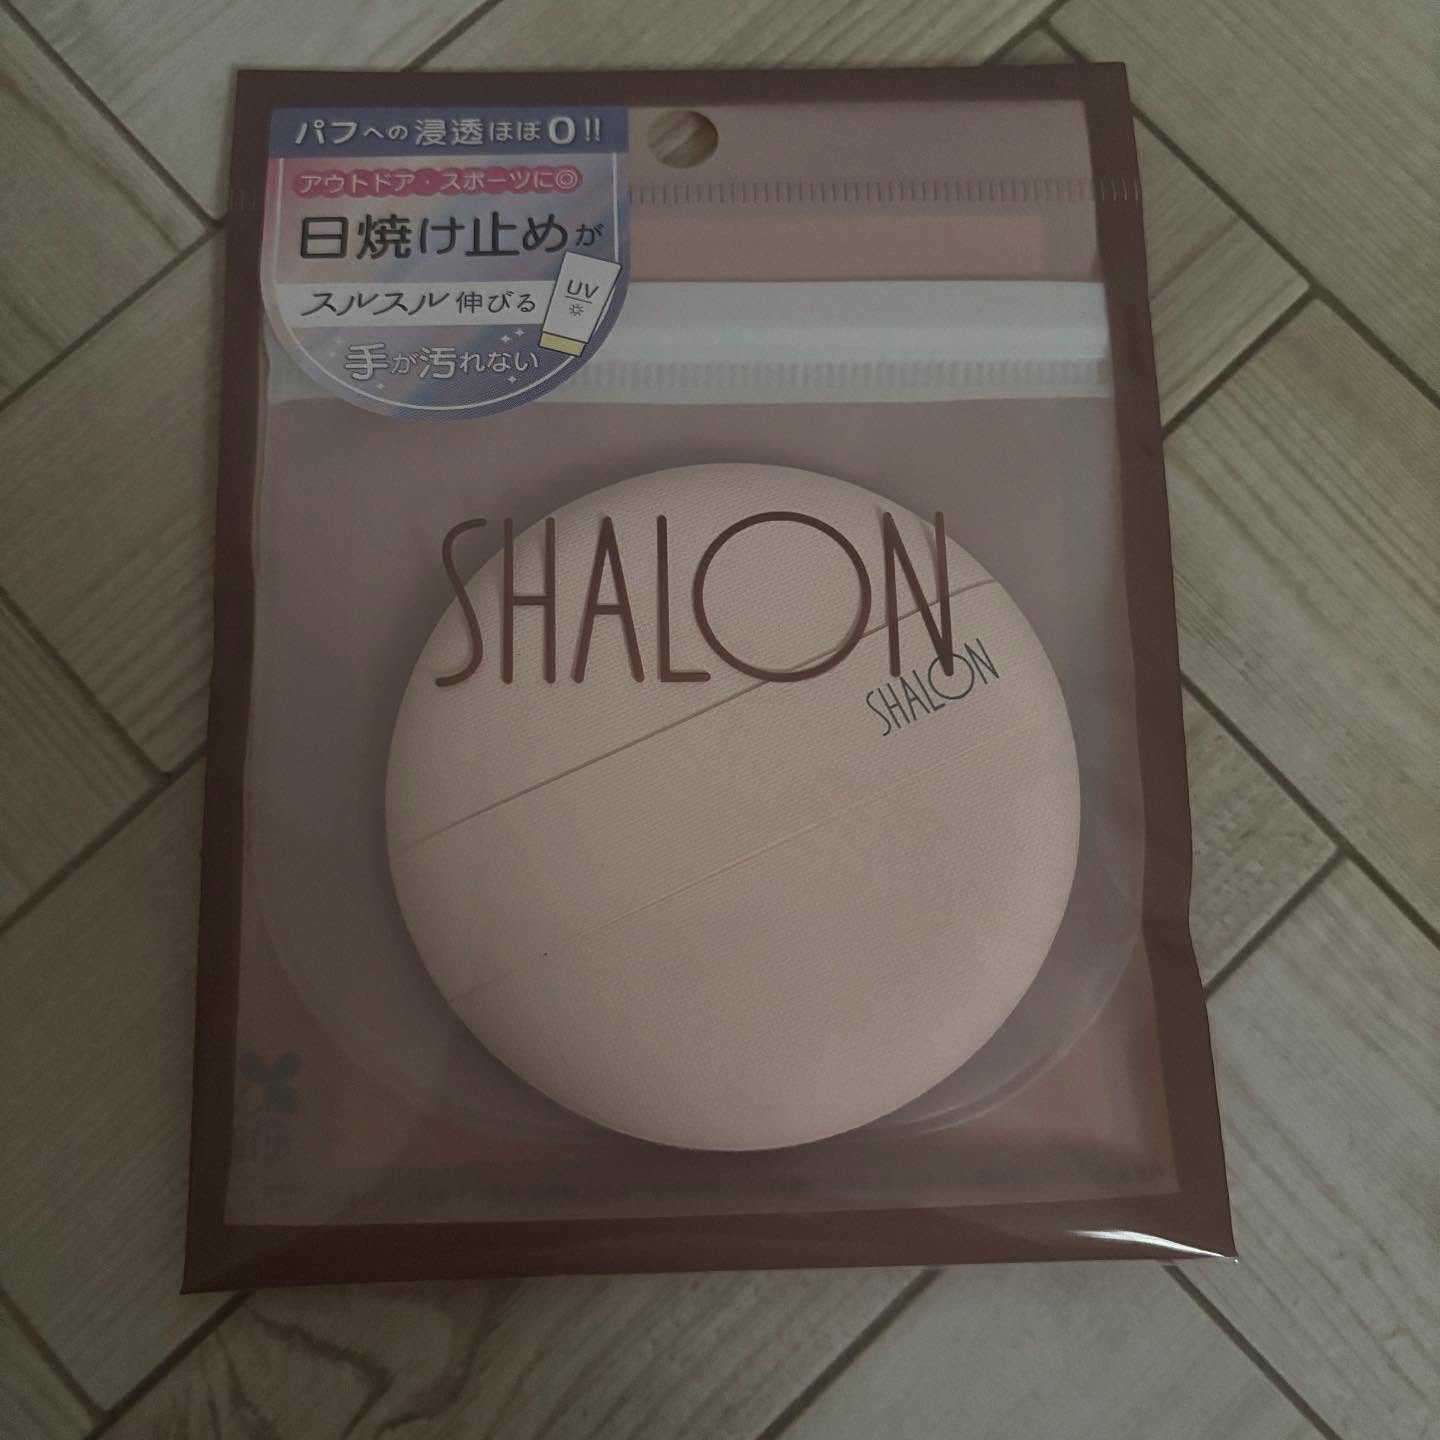 パフへの浸透ほぼ0!!
アウトドア・スポーツに◎
日焼け止めが
スルスル伸びる
UV
手が汚れない
SHALON
SHALON